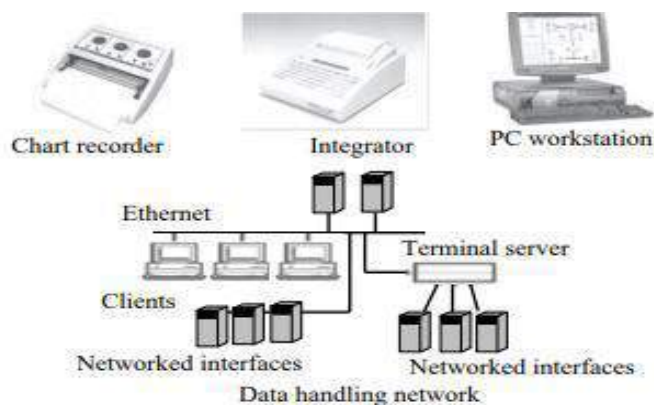 Chart recorder
Integrator
PC workstation
Ethernet
Terminal server
Clients
Networked interfaces
Networked interfaces
Data handling network